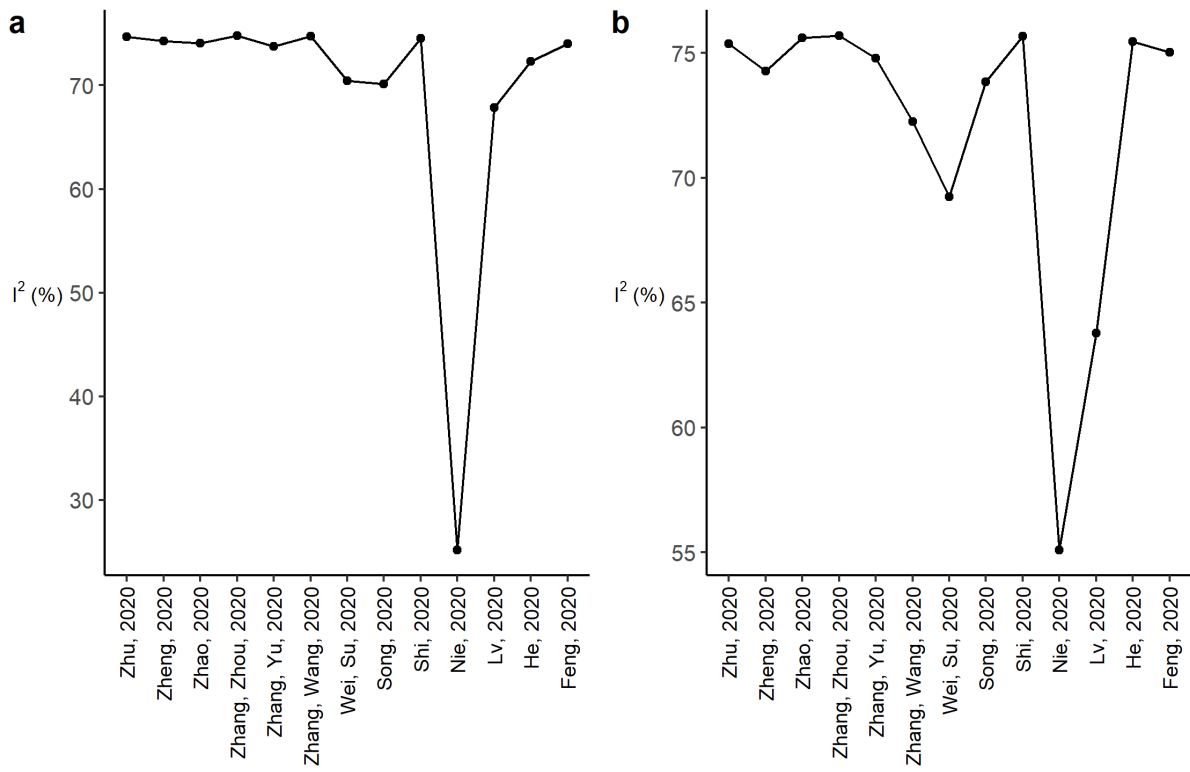 a
70
60
50
40
30
I² (%)
Zhu, 2020
Zheng, 2020
Zhao, 2020
Zhang, Zhou, 2020
Zhang, Yu, 2020
Zhang, Wang, 2020
Wei, Su, 2020
Song, 2020
Shi, 2020
Nie, 2020
Lv, 2020
He, 2020
Feng, 2020
b
75
70
65
60
55
I² (%)
Zhu, 2020
Zheng, 2020
Zhao, 2020
Zhang, Zhou, 2020
Zhang, Yu, 2020
Zhang, Wang, 2020
Wei, Su, 2020
Song, 2020
Shi, 2020
Nie, 2020
Lv, 2020
He, 2020
Feng, 2020